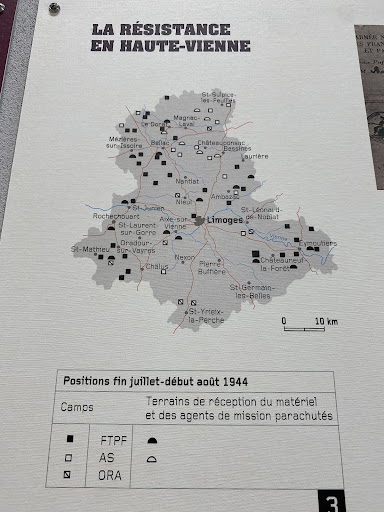 LA RÉSISTANCE
EN HAUTE-VIENNE
St-Sulpice-
les-Feuilles
Magnac-
Laval
Le Dorat
Mézières-
sur-Issoire
Bellac
Châteauponsac
Bessines
Laurière
Nantiat
Ambazac
Nieul
St-Junien
Rochechouart
Aixe-sur-
Vienne
Limoges
St-Léonard-
de-Noblat
St-Laurent-
sur-Gorre
Vienne
Eymoutiers
St-Mathieu
Oradour-
sur-Vayres
Nexon
Pierre-
Buffière
Châteauneuf-
la-Forêt
Châlus
St-Germain-
les-Belles
St-Yrieix-
la-Perche
0 10 km
Positions fin juillet-début août 1944
Camps
Terrains de réception du matériel
et des agents de mission parachutés
FTPF
AS
ORA
3